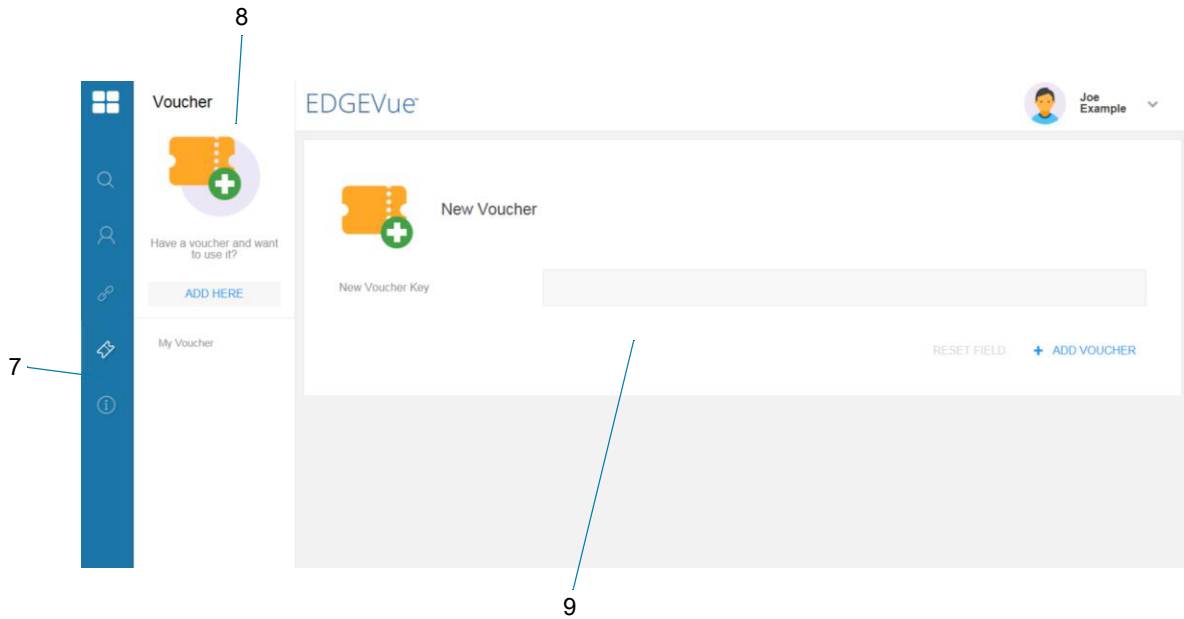 8
Voucher
EDGEVue™
Joe
Example
New Voucher
Have a voucher and want
to use it?
ADD HERE
New Voucher Key
My Voucher
RESET FIELD + ADD VOUCHER
7
9